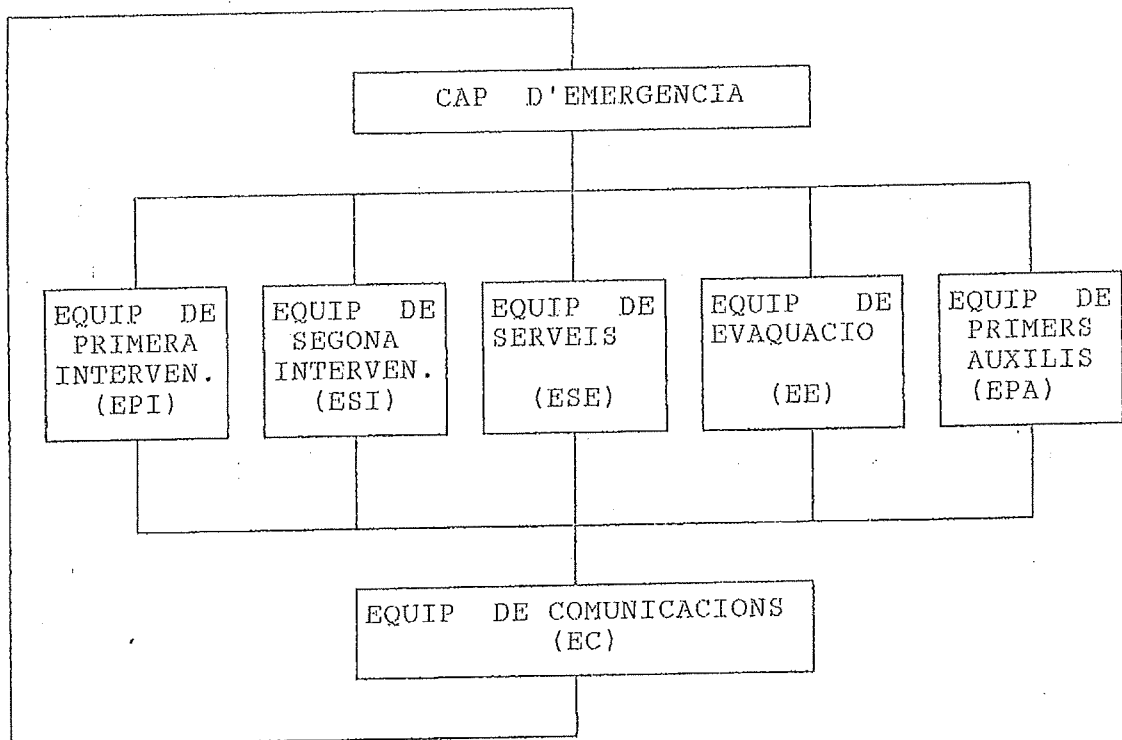 CAP D'EMERGENCIA
EQUIP DE
PRIMERA
INTERVEN.
(EPI)
EQUIP DE
SEGONA
INTERVEN.
(ESI)
EQUIP DE
SERVEIS
(ESE)
EQUIP DE
EVAQUACIO
(EE)
EQUIP DE
PRIMERS
AUXILIS
(EPA)
EQUIP DE COMUNICACIONS
(EC)